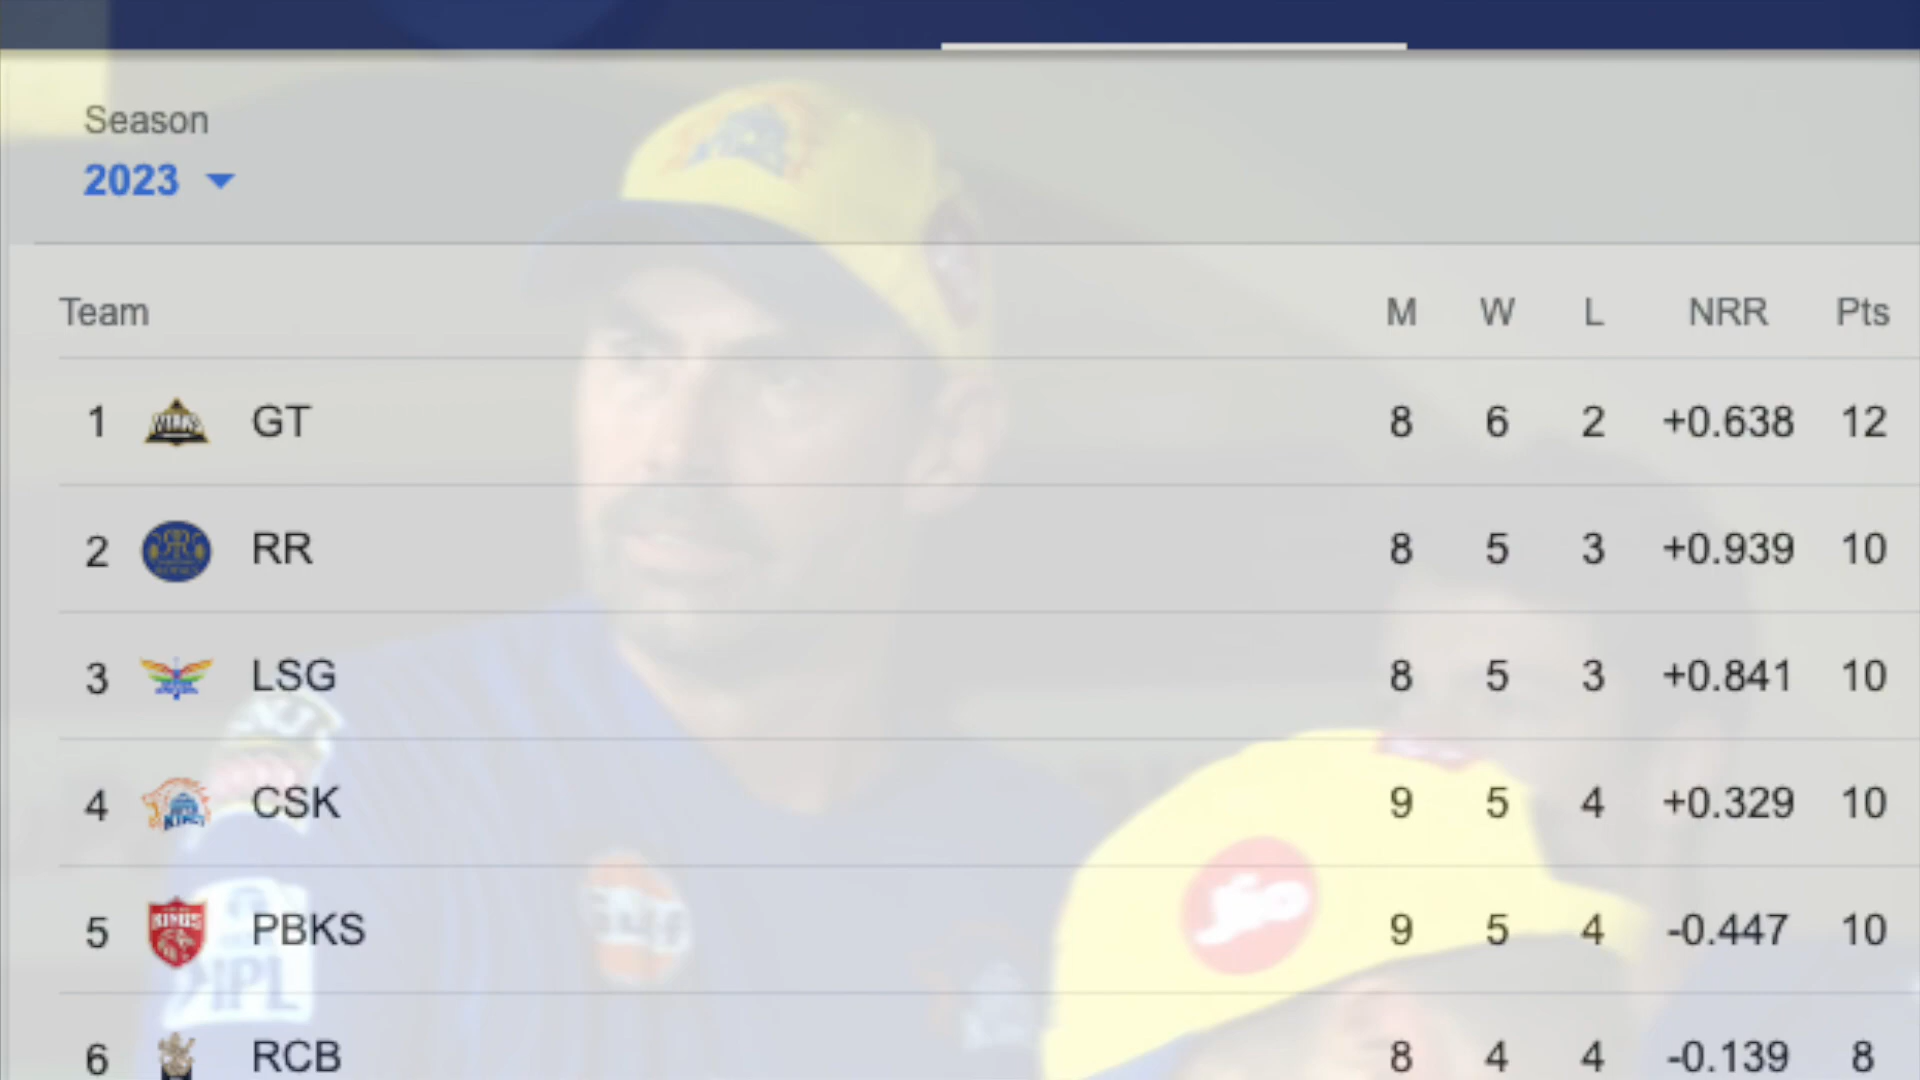 Season
2023
Team M W L NRR Pts
1 GT 8 6 2 +0.638 12
2 RR 8 5 3 +0.939 10
3 LSG 8 5 3 +0.841 10
4 CSK 9 5 4 +0.329 10
5 PBKS 9 5 4 -0.447 10
IPL
6 RCB 8 4 4 -0.139 8